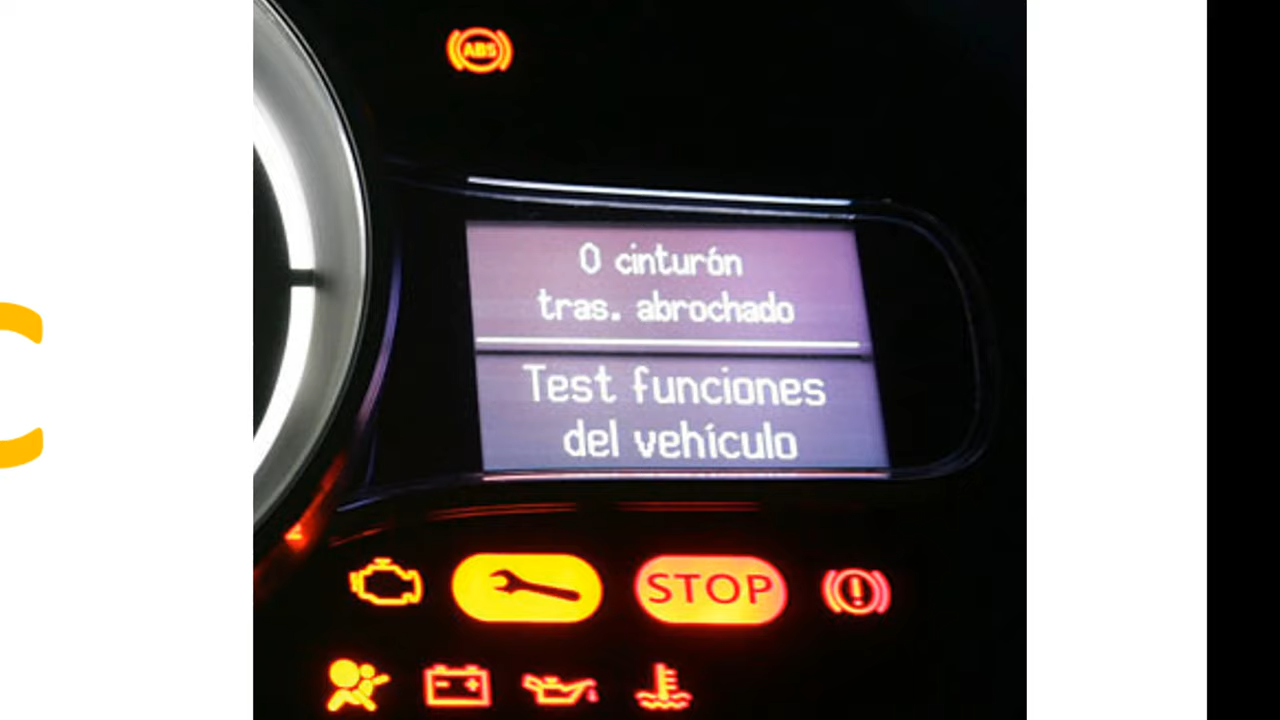 ABS
0 cinturón
tras. abrochado
Test funciones
del vehículo
STOP